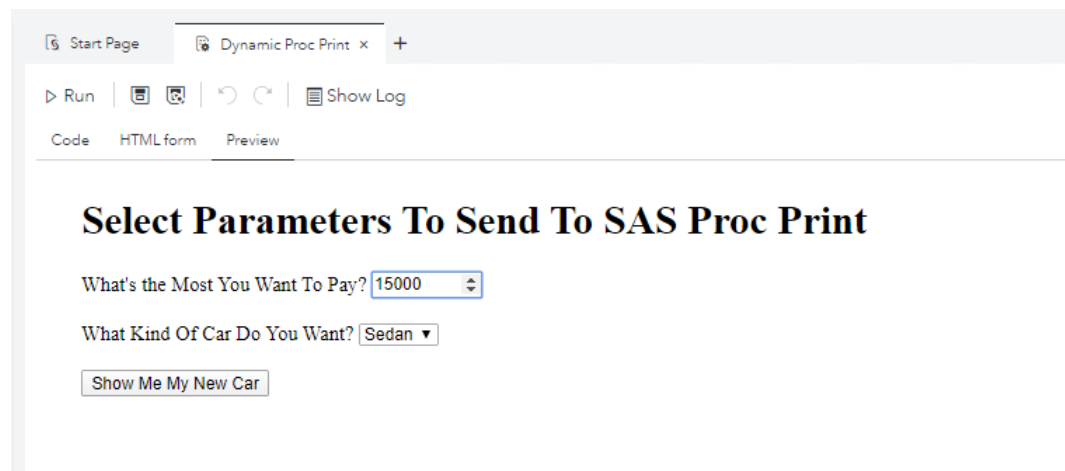 Start Page Dynamic Proc Print × +
Run Show Log
Code HTML form Preview
Select Parameters To Send To SAS Proc Print
What's the Most You Want To Pay? 15000
What Kind Of Car Do You Want? Sedan
Show Me My New Car